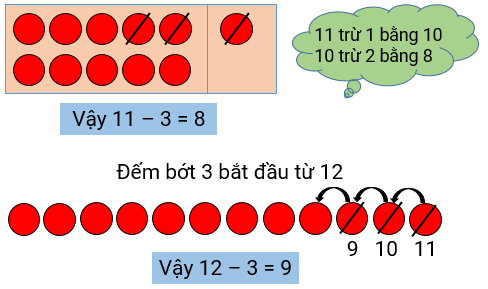 11 trừ 1 bằng 10
10 trừ 2 bằng 8
Vậy 11 – 3 = 8
Đếm bớt 3 bắt đầu từ 12
9 10 11
Vậy 12 – 3 = 9